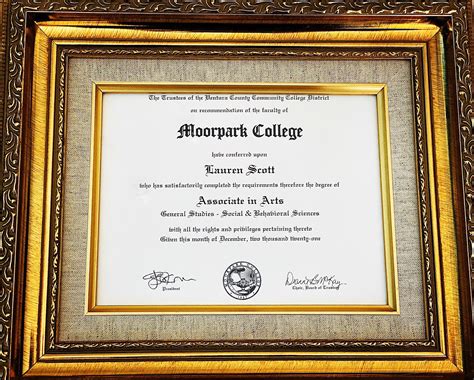 The Trustees of the Ventura County Community College District
on recommendation of the faculty of
Moorpark College
have conferred upon
Lauren Scott
who has satisfactorily completed the requirements therefore the degree of
Associate in Arts
General Studies - Social & Behavioral Sciences
with all the rights and privileges pertaining thereto
Given this month of December, two thousand twenty-one
President
Chair, Board of Trustees